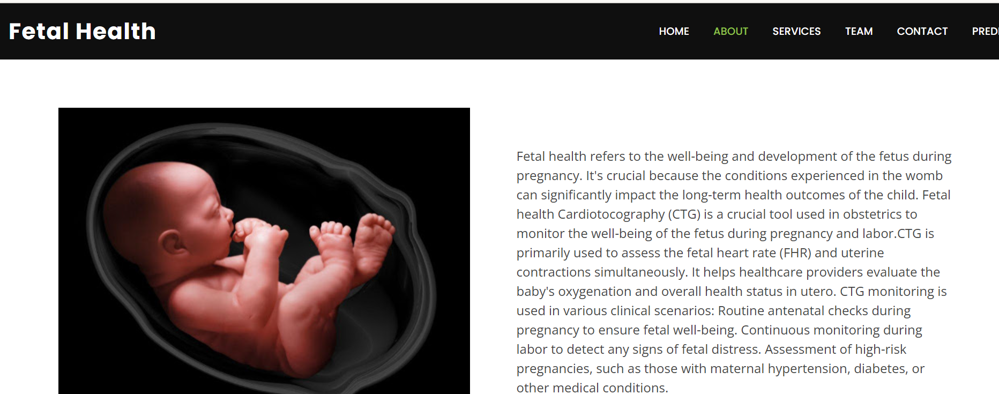 Fetal Health
HOME ABOUT SERVICES TEAM CONTACT
Fetal health refers to the well-being and development of the fetus during
pregnancy. It's crucial because the conditions experienced in the womb
can significantly impact the long-term health outcomes of the child. Fetal
health Cardiotocography (CTG) is a crucial tool used in obstetrics to
monitor the well-being of the fetus during pregnancy and labor.CTG is
primarily used to assess the fetal heart rate (FHR) and uterine
contractions simultaneously. It helps healthcare providers evaluate the
baby's oxygenation and overall health status in utero. CTG monitoring is
used in various clinical scenarios: Routine antenatal checks during
pregnancy to ensure fetal well-being. Continuous monitoring during
labor to detect any signs of fetal distress. Assessment of high-risk
pregnancies, such as those with maternal hypertension, diabetes, or
other medical conditions.